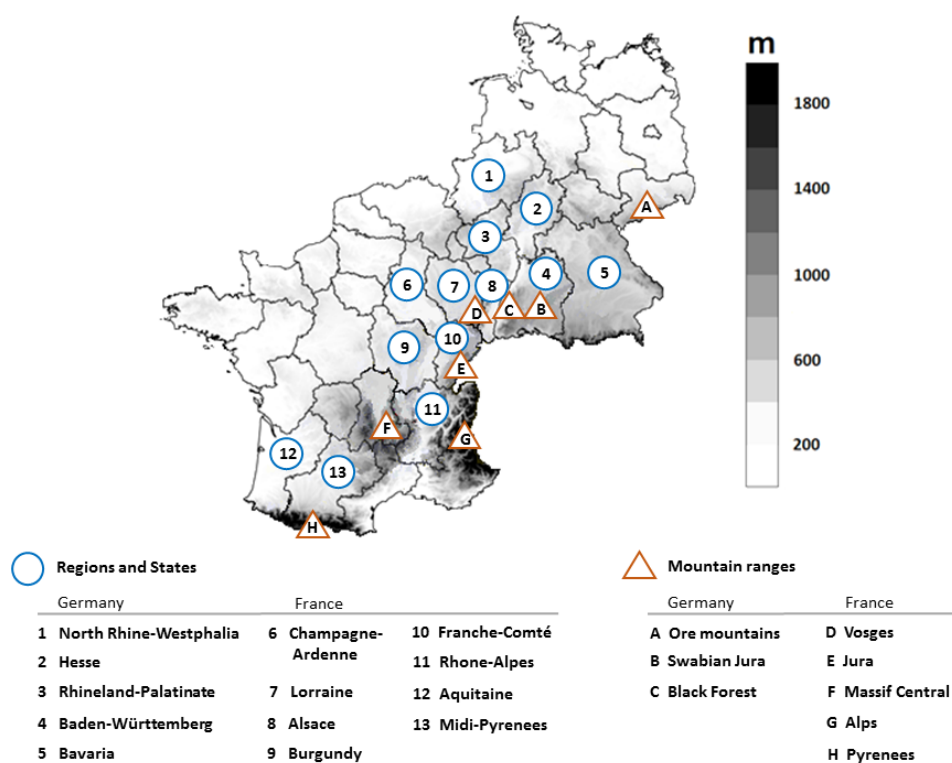 m
1800
1400
1000
600
200
1
2
3
4
5
6
7
8
9
10
11
12
13
A
B
C
D
E
F
G
H
Regions and States
Germany
France
1 North Rhine-Westphalia
2 Hesse
3 Rhineland-Palatinate
4 Baden-Württemberg
5 Bavaria
6 Champagne-
Ardenne
7 Lorraine
8 Alsace
9 Burgundy
10 Franche-Comté
11 Rhone-Alpes
12 Aquitaine
13 Midi-Pyrenees
Mountain ranges
Germany
France
A Ore mountains
B Swabian Jura
C Black Forest
D Vosges
E Jura
F Massif Central
G Alps
H Pyrenees